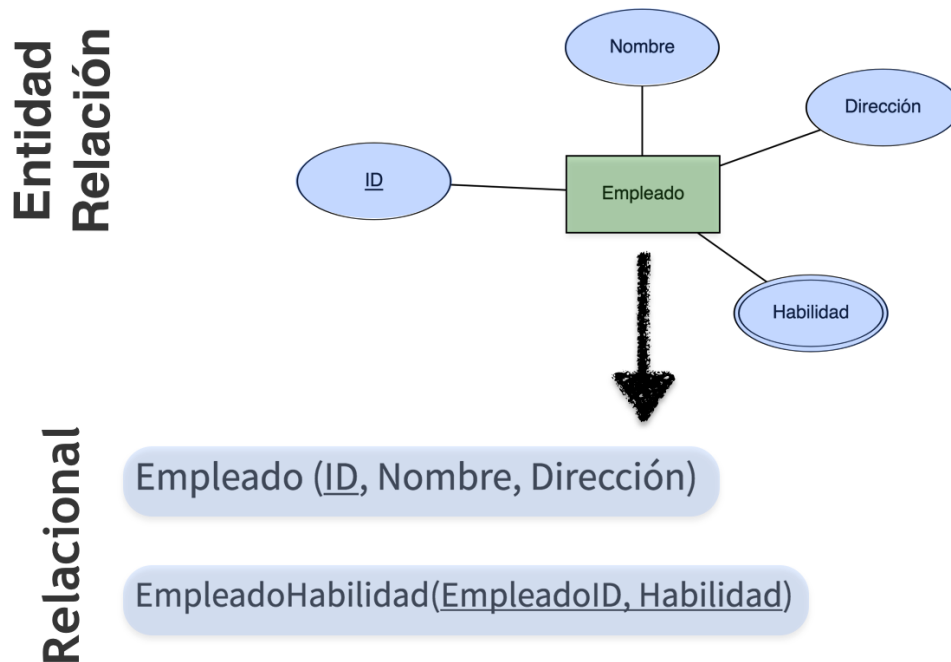 Entidad
Relación
Nombre
Dirección
ID
Empleado
Habilidad
Relacional
Empleado (ID, Nombre, Dirección)
EmpleadoHabilidad(EmpleadoID, Habilidad)